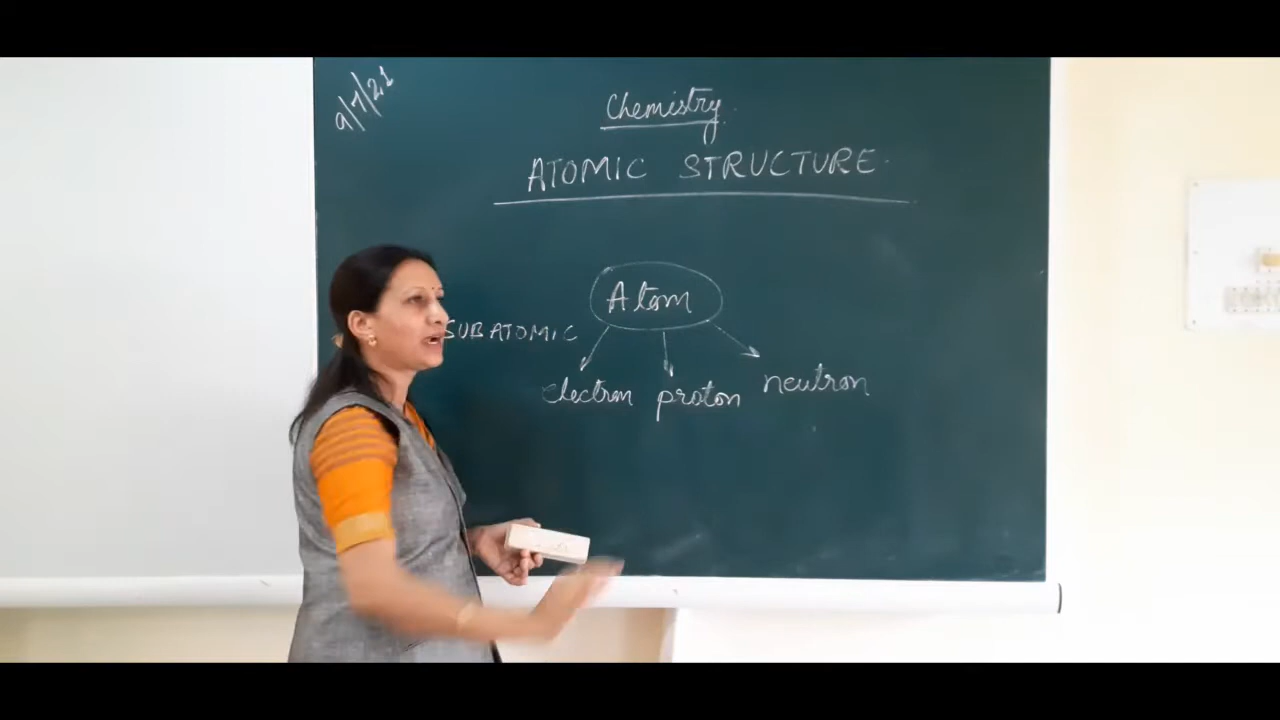 9/7/21
Chemistry
ATOMIC STRUCTURE
Atom
SUBATOMIC
electron proton neutron